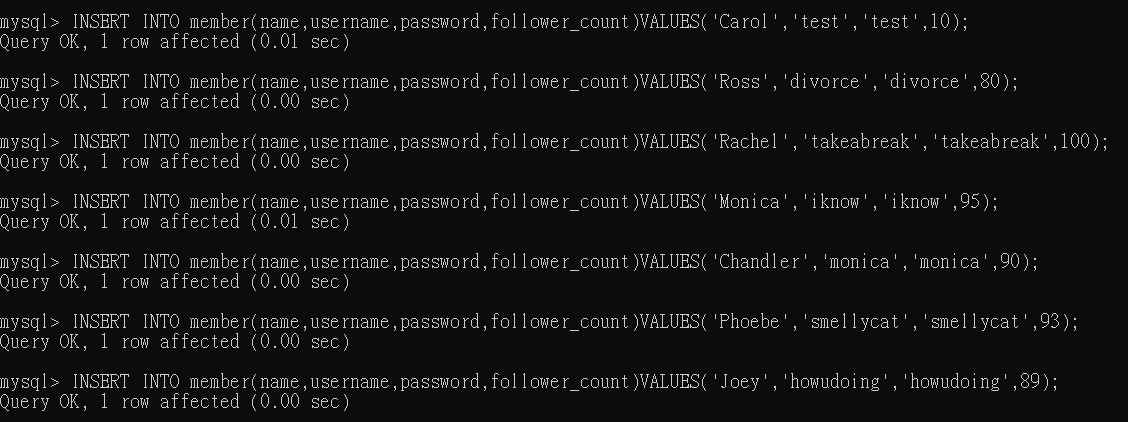 mysql> INSERT INTO member(name,username,password,follower_count)VALUES('Carol','test','test',10);
Query OK, 1 row affected (0.01 sec)
mysql> INSERT INTO member(name,username,password,follower_count)VALUES('Ross','divorce','divorce',80);
Query OK, 1 row affected (0.00 sec)
mysql> INSERT INTO member(name,username,password,follower_count)VALUES('Rachel','takeabreak','takeabreak',100);
Query OK, 1 row affected (0.00 sec)
mysql> INSERT INTO member(name,username,password,follower_count)VALUES('Monica','iknow','iknow',95);
Query OK, 1 row affected (0.01 sec)
mysql> INSERT INTO member(name,username,password,follower_count)VALUES('Chandler','monica','monica',90);
Query OK, 1 row affected (0.00 sec)
mysql> INSERT INTO member(name,username,password,follower_count)VALUES('Phoebe','smellycat','smellycat',93);
Query OK, 1 row affected (0.00 sec)
mysql> INSERT INTO member(name,username,password,follower_count)VALUES('Joey','howudoing','howudoing',89);
Query OK, 1 row affected (0.00 sec)